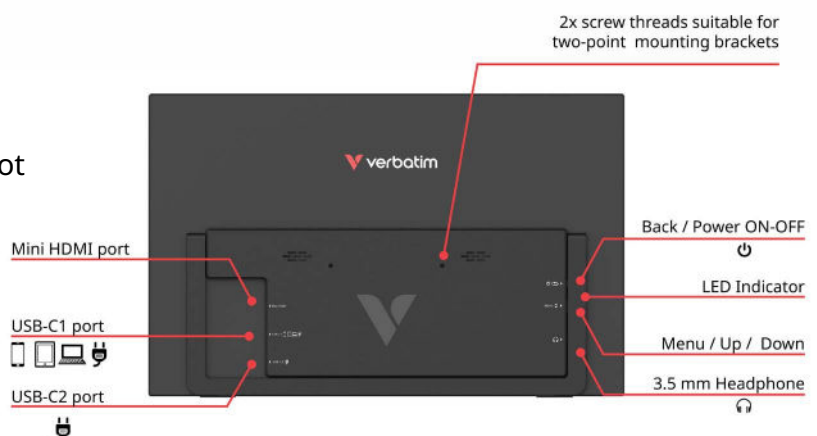 2x screw threads suitable for
two-point mounting brackets
verbatim
ot
Back / Power ON-OFF
Mini HDMI port
LED Indicator
USB-C1 port
Menu / Up / Down
USB-C2 port
3.5 mm Headphone